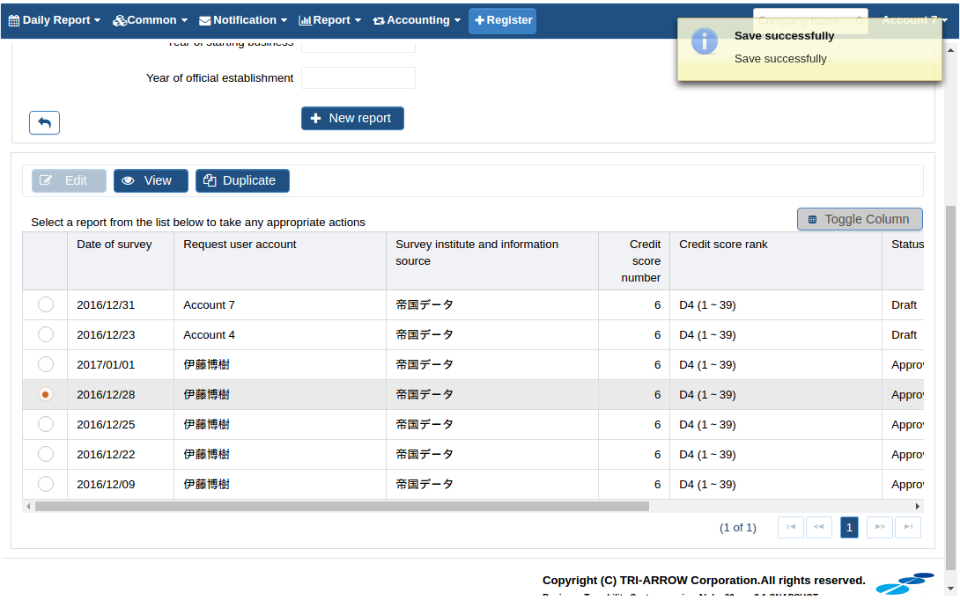 Daily Report Common Notification Report Accounting Register Account 7
Save successfully
Save successfully
Year of starting business
Year of official establishment
New report
Edit View Duplicate
Select a report from the list below to take any appropriate actions
Toggle Column
Date of survey Request user account Survey institute and information source Credit score number Credit score rank Status
2016/12/31 Account 7 帝国データ 6 D4 (1 ~ 39) Draft
2016/12/23 Account 4 帝国データ 6 D4 (1 ~ 39) Draft
2017/01/01 伊藤博樹 帝国データ 6 D4 (1 ~ 39) Approv
2016/12/28 伊藤博樹 帝国データ 6 D4 (1 ~ 39) Approv
2016/12/25 伊藤博樹 帝国データ 6 D4 (1 ~ 39) Approv
2016/12/22 伊藤博樹 帝国データ 6 D4 (1 ~ 39) Approv
2016/12/09 伊藤博樹 帝国データ 6 D4 (1 ~ 39) Approv
(1 of 1) 1
Copyright (C) TRI-ARROW Corporation.All rights reserved.